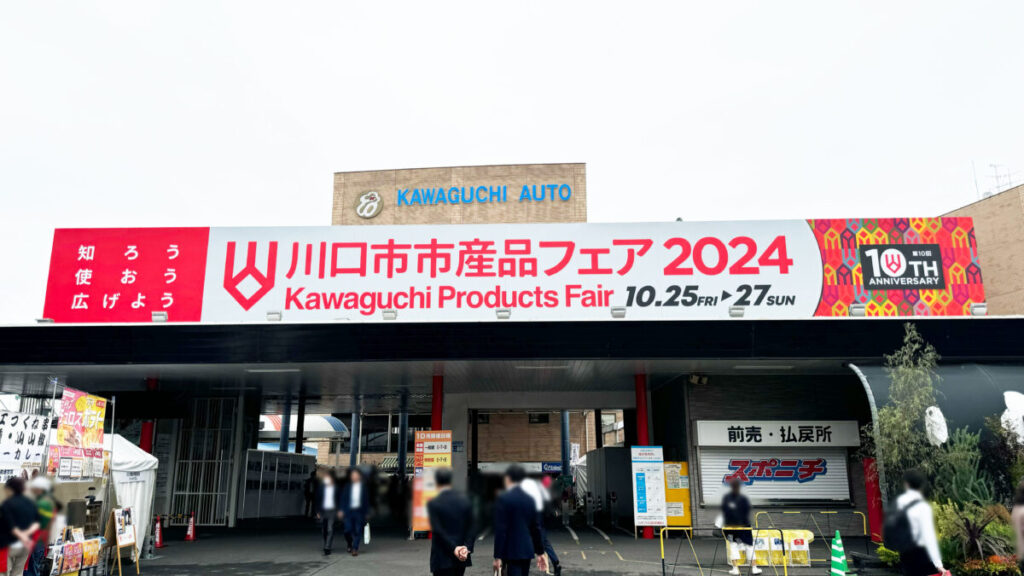 KAWAGUCHI AUTO
知ろう
使おう
広げよう
川口市市産品フェア 2024
Kawaguchi Products Fair 10.25FRI▶27SUN
第10回
10TH
ANNIVERSARY
前売・払戻所
スポニチ